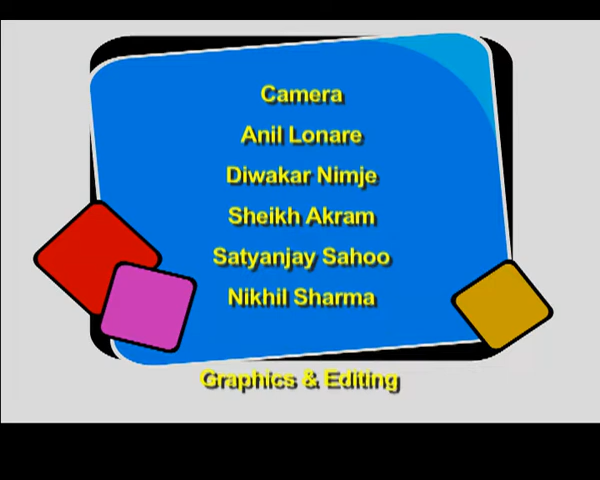 Camera
Anil Lonare
Diwakar Nimje
Sheikh Akram
Satyanjay Sahoo
Nikhil Sharma
Graphics & Editing